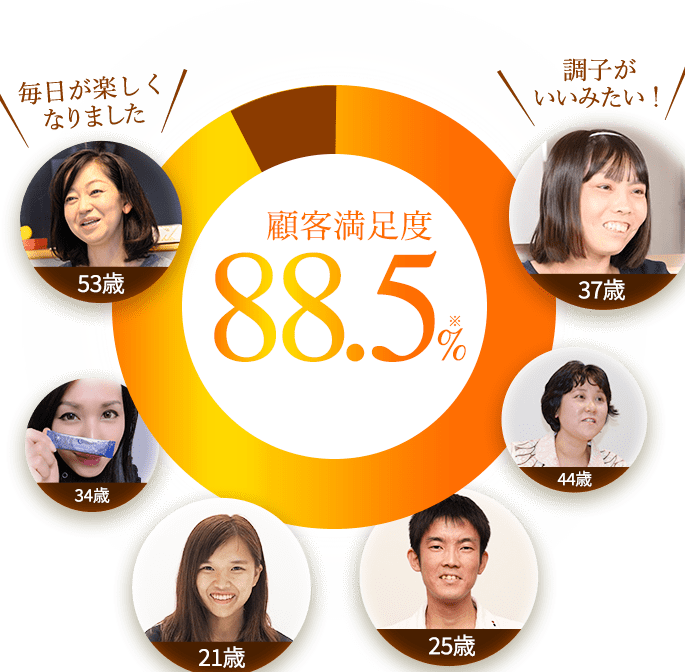 毎日が楽しく
なりました
調子が
いいみたい！
顧客満足度
88.5%※
53歳
37歳
34歳
44歳
21歳
25歳